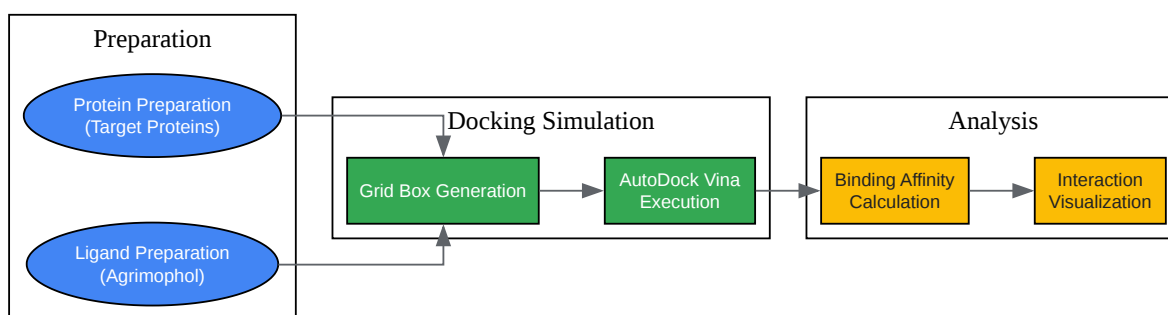 Preparation
Protein Preparation
(Target Proteins)
Ligand Preparation
(Agrimophol)
Docking Simulation
Grid Box Generation
AutoDock Vina
Execution
Analysis
Binding Affinity
Calculation
Interaction
Visualization